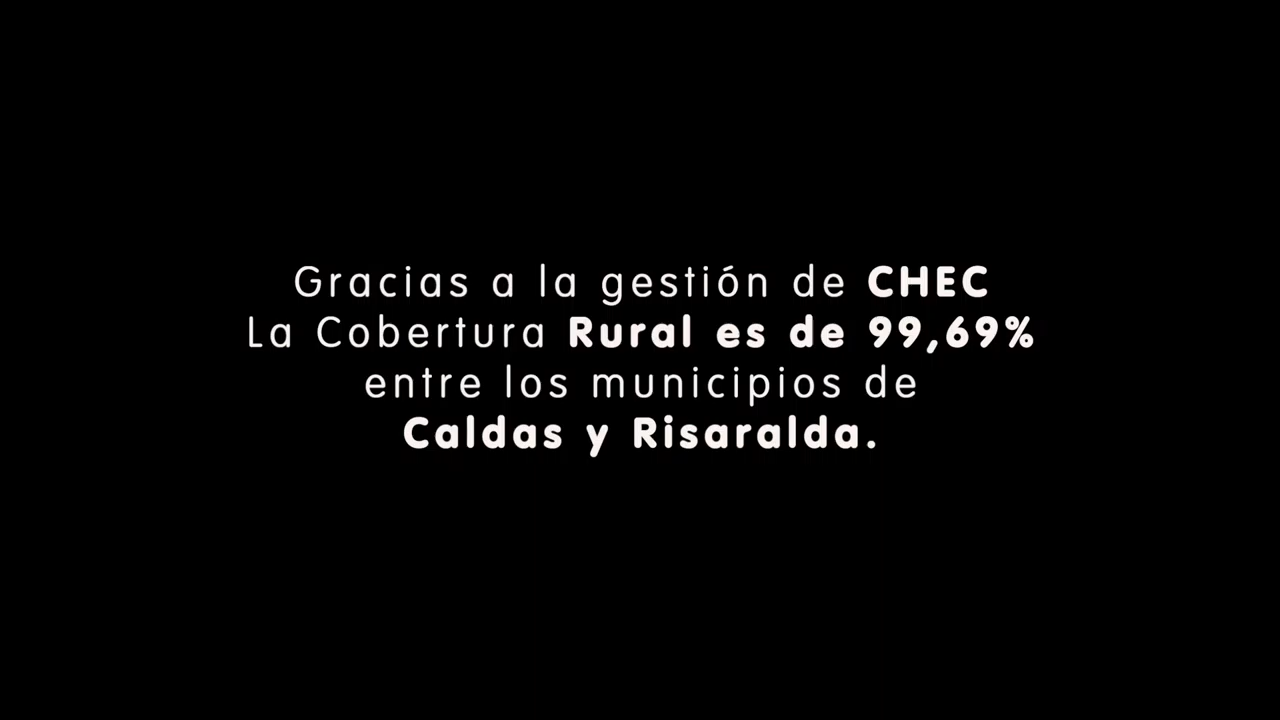 Gracias a la gestión de CHEC
La Cobertura Rural es de 99,69%
entre los municipios de
Caldas y Risaralda.